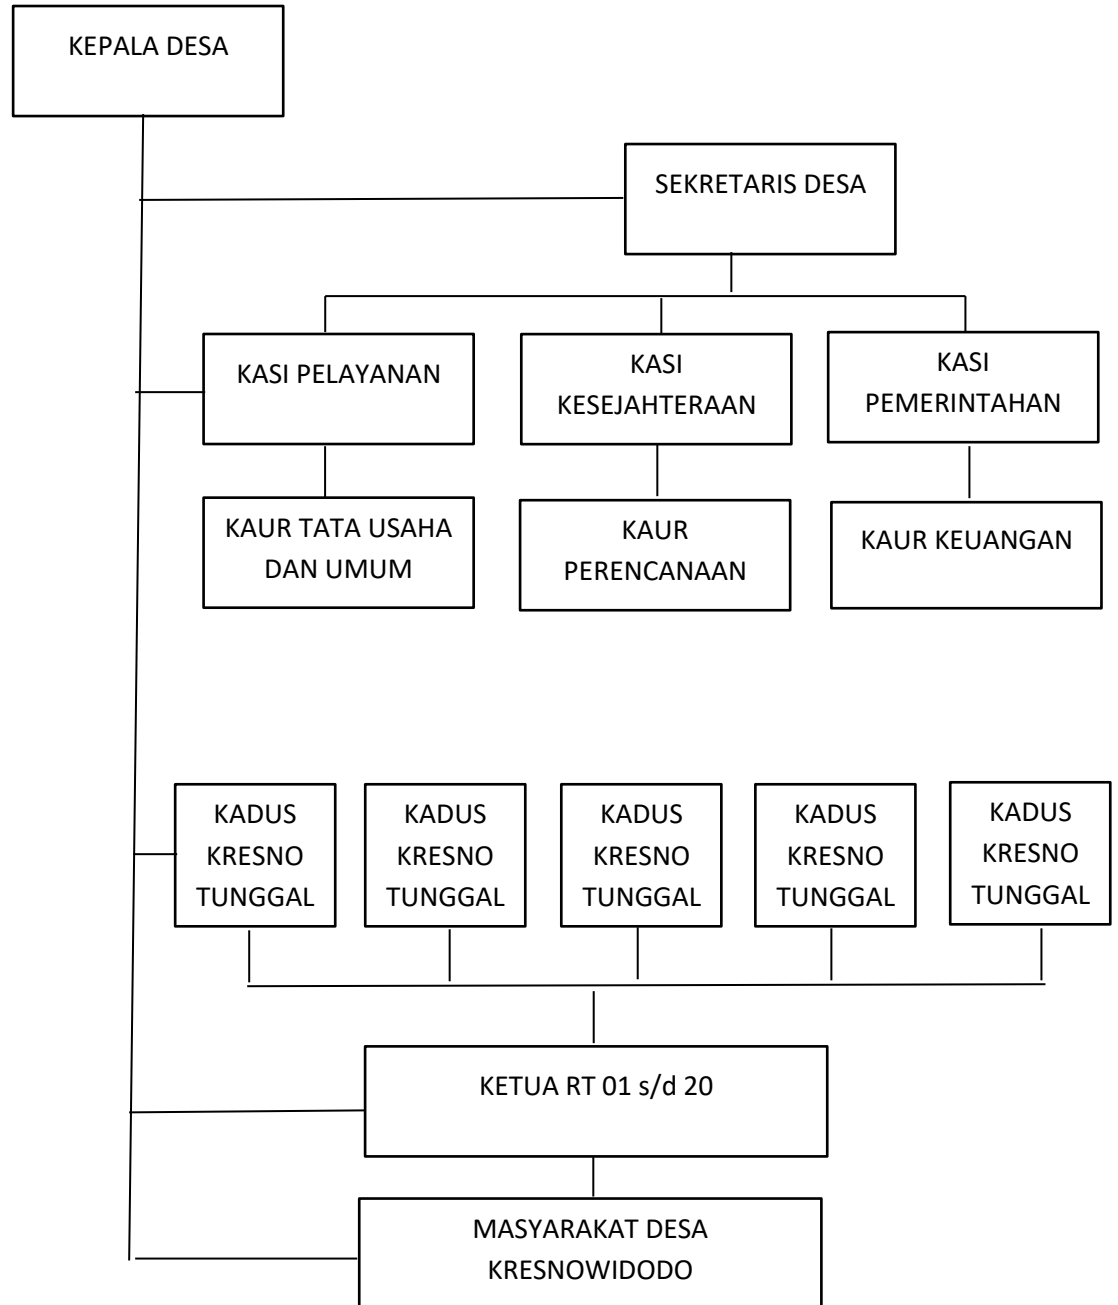 KEPALA DESA
SEKRETARIS DESA
KASI PELAYANAN
KASI
KESEJAHTERAAN
KASI
PEMERINTAHAN
KAUR TATA USAHA
DAN UMUM
KAUR
PERENCANAAN
KAUR KEUANGAN
KADUS
KRESNO
TUNGGAL
KADUS
KRESNO
TUNGGAL
KADUS
KRESNO
TUNGGAL
KADUS
KRESNO
TUNGGAL
KADUS
KRESNO
TUNGGAL
KETUA RT 01 s/d 20
MASYARAKAT DESA
KRESNOWIDODO